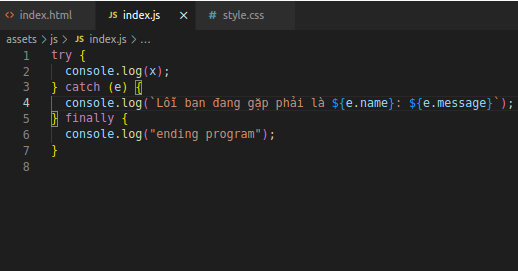 index.html JS index.js × # style.css
assets > js > JS index.js > ...
1 try {
2 console.log(x);
3 } catch (e) {
4 console.log(`Lỗi bạn đang gặp phải là ${e.name}: ${e.message}`);
5 } finally {
6 console.log("ending program");
7 }
8